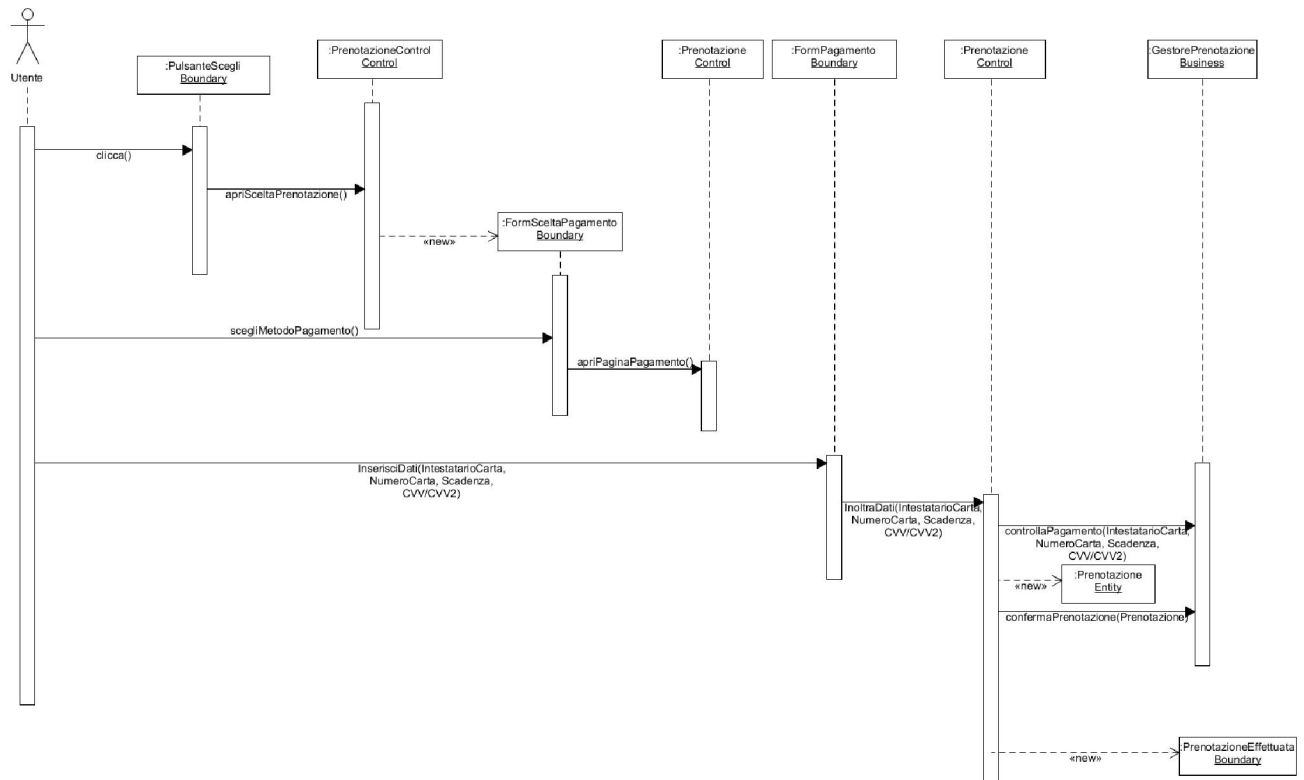 Utente
:PulsanteScegli
Boundary
:PrenotazioneControl
Control
:Prenotazione
Control
:FormPagamento
Boundary
:Prenotazione
Control
:GestorePrenotazione
Business
clicca()
apriSceltaPrenotazione()
«new»
:FormSceltaPagamento
Boundary
scegliMetodoPagamento()
apriPaginaPagamento()
InserisciDati(IntestatarioCarta,
NumeroCarta, Scadenza,
CVV/CVV2)
InoltraDati(IntestatarioCarta,
NumeroCarta, Scadenza,
CVV/CVV2)
controllaPagamento(IntestatarioCarta,
NumeroCarta, Scadenza,
CVV/CVV2)
«new»
:Prenotazione
Entity
confermaPrenotazione(Prenotazione)
«new»
:PrenotazioneEffettuata
Boundary